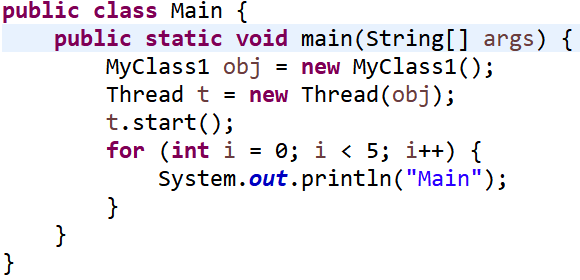 public class Main {
    public static void main(String[] args) {
        MyClass1 obj = new MyClass1();
        Thread t = new Thread(obj);
        t.start();
        for (int i = 0; i < 5; i++) {
            System.out.println("Main");
        }
    }
}